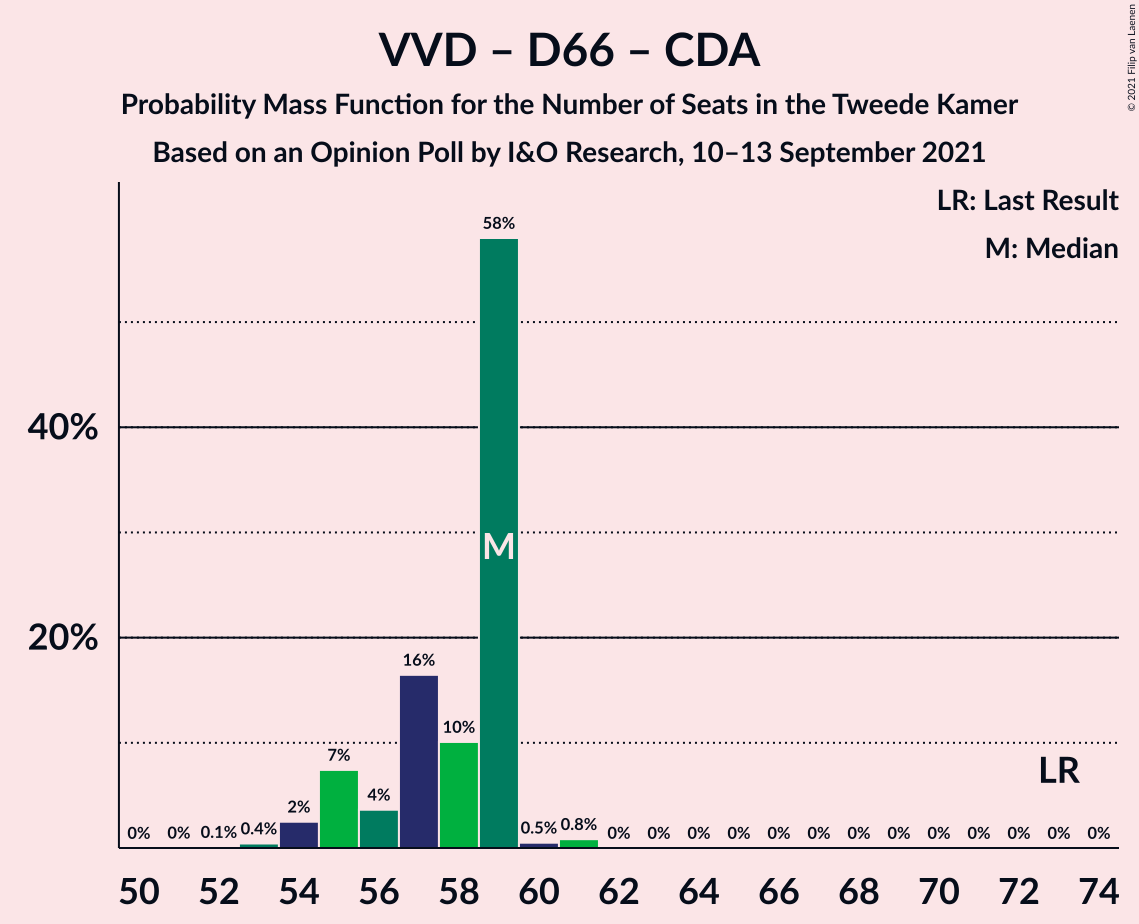 VVD – D66 – CDA
Probability Mass Function for the Number of Seats in the Tweede Kamer
Based on an Opinion Poll by I&O Research, 10–13 September 2021
© 2021 Filip van Laenen
LR: Last Result
M: Median
58%
40%
M
20%
16%
10%
7%
LR
4%
2%
0% 0% 0.1% 0.4% 0.5% 0.8% 0% 0% 0% 0% 0% 0% 0% 0% 0% 0% 0% 0% 0%
50 52 54 56 58 60 62 64 66 68 70 72 74